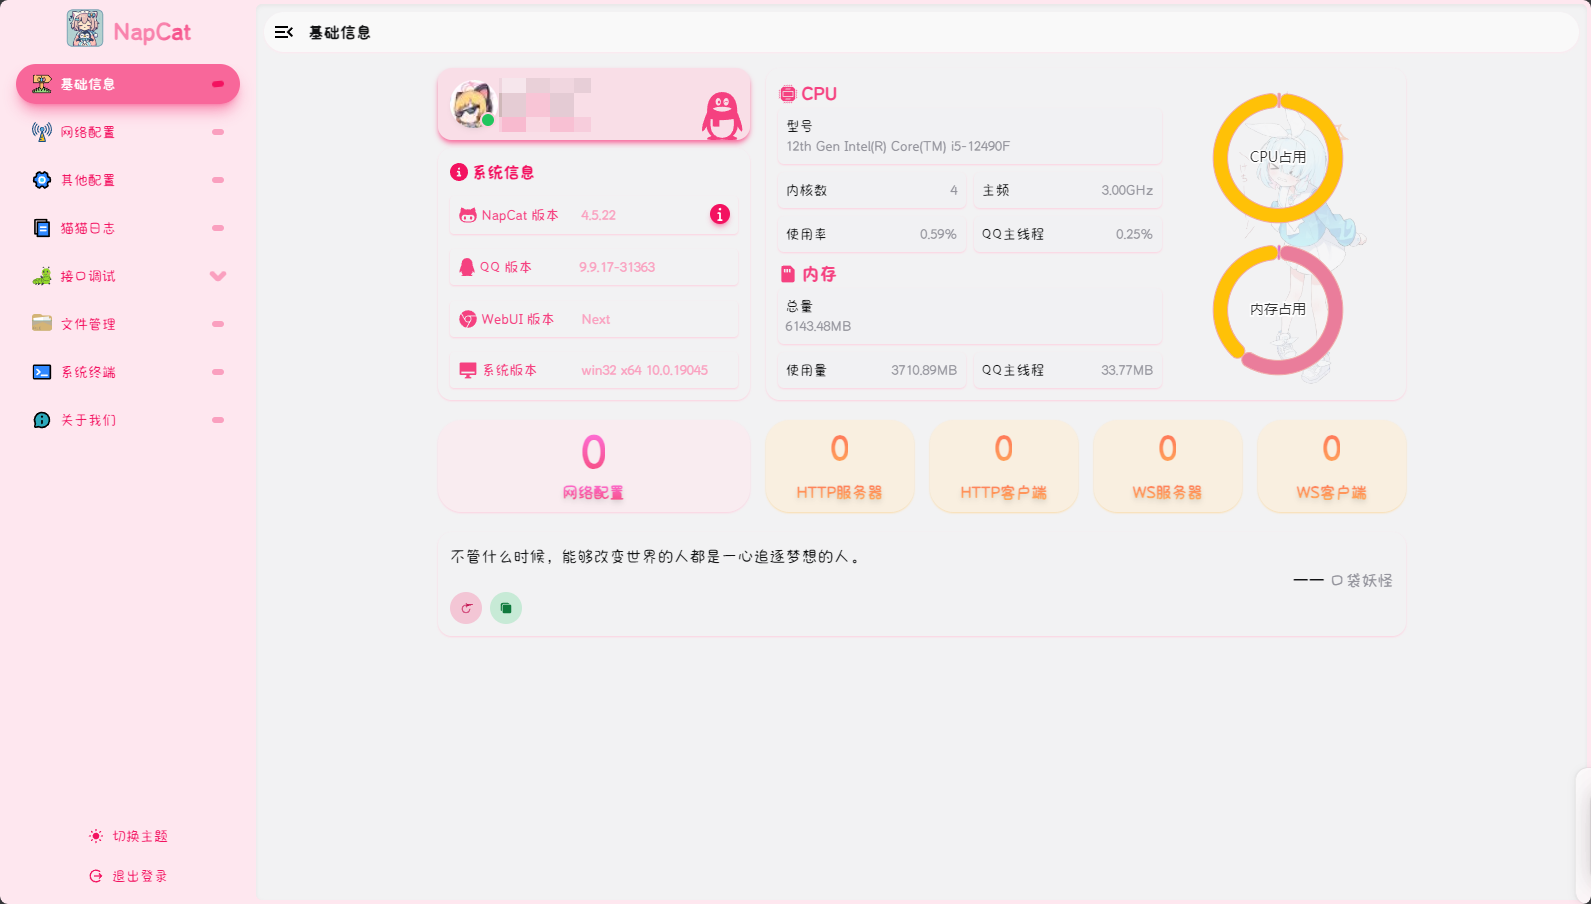 NapCat
基础信息
网络配置
其他配置
猫猫日志
接口调试
文件管理
系统终端
关于我们
切换主题
退出登录
基础信息
系统信息
NapCat 版本 4.5.22
QQ 版本 9.9.17-31363
WebUI 版本 Next
系统版本 win32 x64 10.0.19045
CPU
型号
12th Gen Intel(R) Core(TM) i5-12490F
内核数 4 主频 3.00GHz
使用率 0.59% QQ主线程 0.25%
内存
总量
6143.48MB
使用量 3710.89MB QQ主线程 33.77MB
CPU占用
内存占用
0
网络配置
0
HTTP服务器
0
HTTP客户端
0
WS服务器
0
WS客户端
不管什么时候，能够改变世界的人都是一心追逐梦想的人。
—— 口袋妖怪